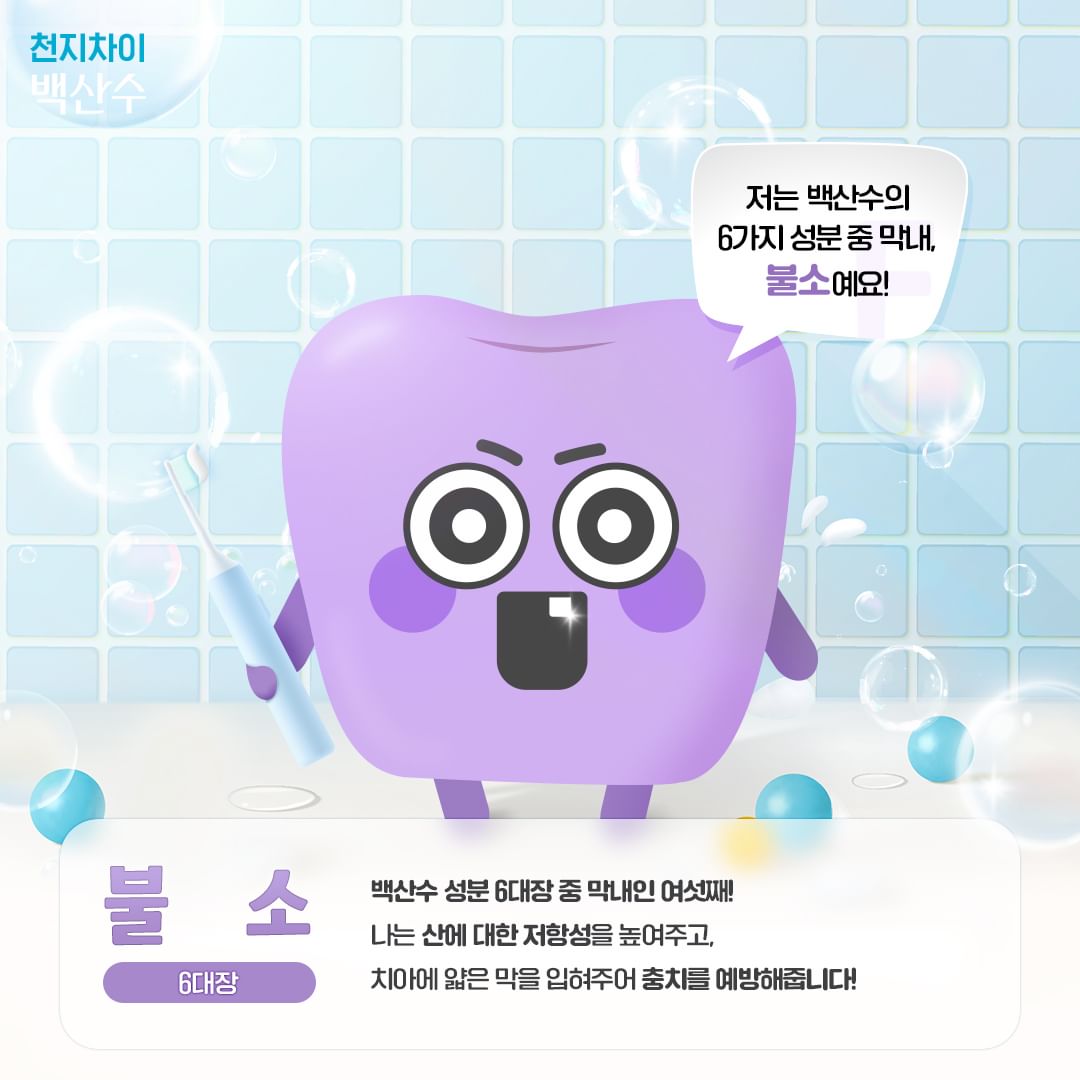 천지차이
백산수
저는 백산수의
6가지 성분 중 막내,
불소예요!
불 소
6대장
백산수 성분 6대장 중 막내인 여섯째!
나는 산에 대한 저항성을 높여주고,
치아에 얇은 막을 입혀주어 충치를 예방해줍니다!